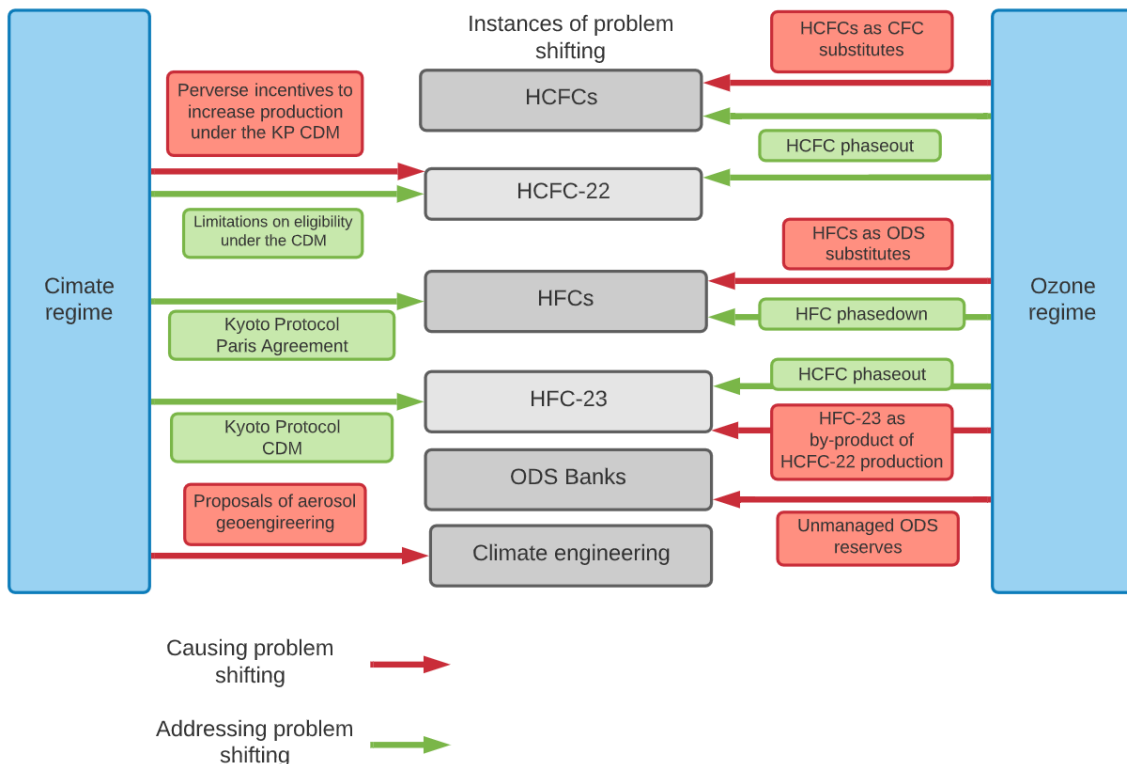 Instances of problem
shifting
Cimate
regime
Perverse incentives to
increase production
under the KP CDM
Limitations on eligibility
under the CDM
Kyoto Protocol
Paris Agreement
Kyoto Protocol
CDM
Proposals of aerosol
geoengireering
HCFCs
HCFC-22
HFCs
HFC-23
ODS Banks
Climate engineering
HCFCs as CFC
substitutes
HCFC phaseout
HFCs as ODS
substitutes
HFC phasedown
HCFC phaseout
HFC-23 as
by-product of
HCFC-22 production
Unmanaged ODS
reserves
Ozone
regime
Causing problem
shifting
Addressing problem
shifting